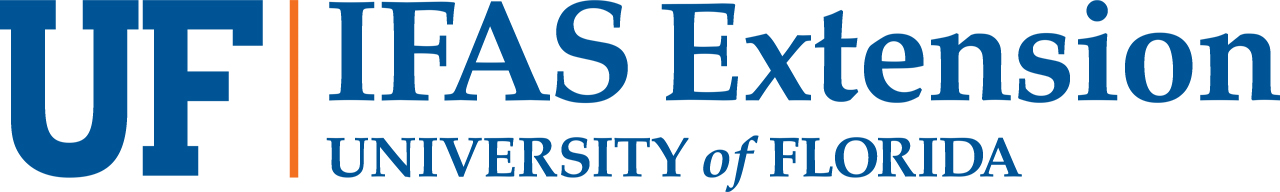 UF
IFAS Extension
UNIVERSITY of FLORIDA